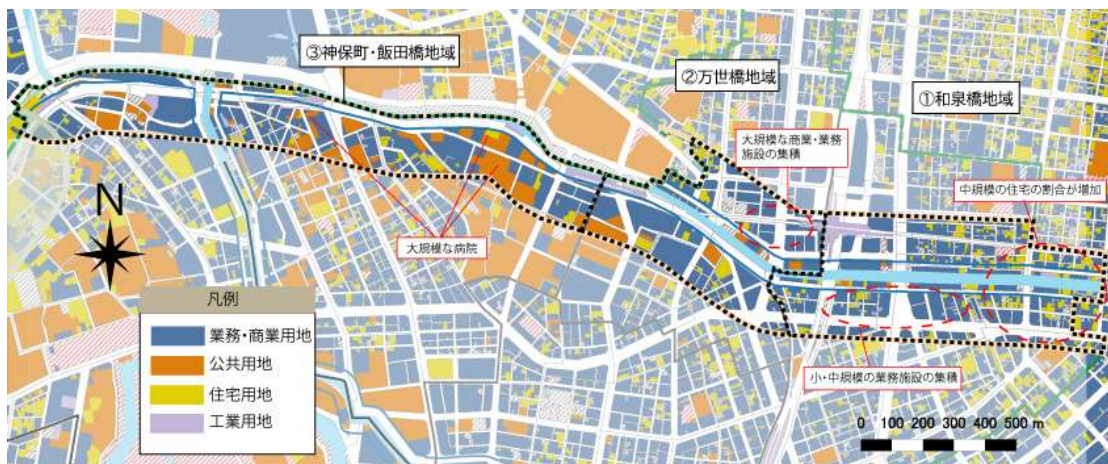 ③神保町・飯田橋地域
②万世橋地域
①和泉橋地域
大規模な商業・業務
施設の集積
中規模の住宅の割合が増加
N
大規模な病院
凡例
業務・商業用地
公共用地
住宅用地
工業用地
小・中規模の業務施設の集積
0 100 200 300 400 500 m